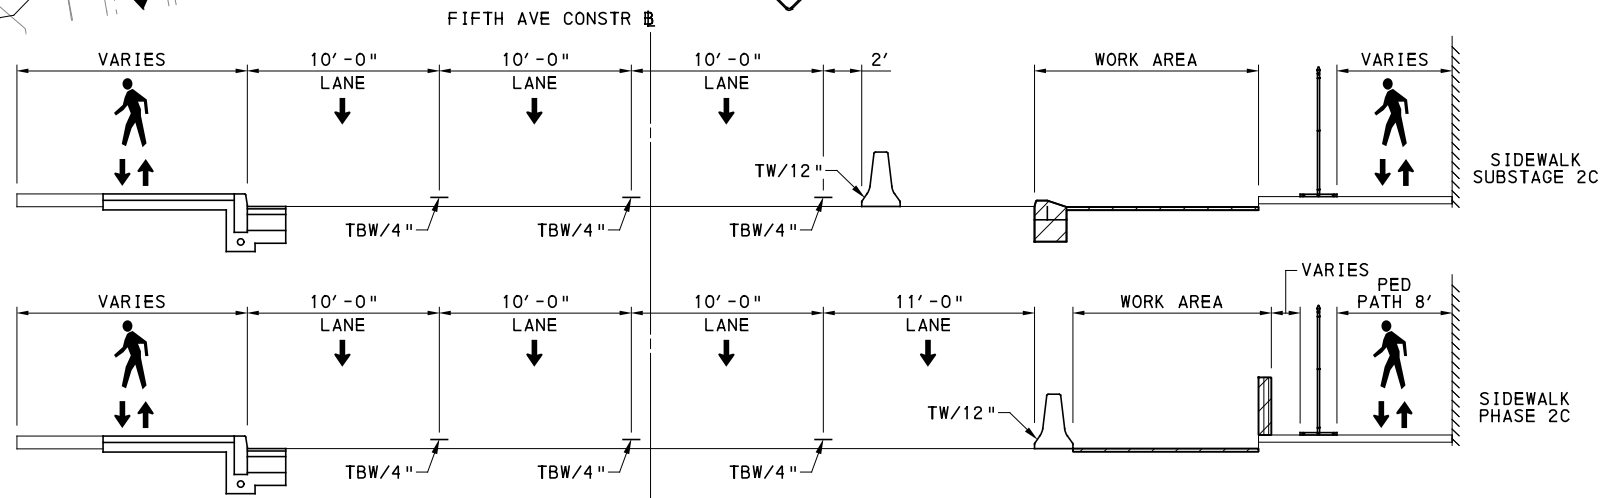 FIFTH AVE CONSTR ℄
VARIES 10'-0" 10'-0" 10'-0" 2' WORK AREA VARIES
LANE LANE LANE
TW/12"
SIDEWALK
SUBSTAGE 2C
TBW/4" TBW/4" TBW/4"
VARIES
PED
VARIES 10'-0" 10'-0" 10'-0" 11'-0" WORK AREA PATH 8'
LANE LANE LANE LANE
SIDEWALK
PHASE 2C
TW/12"
TBW/4" TBW/4" TBW/4"